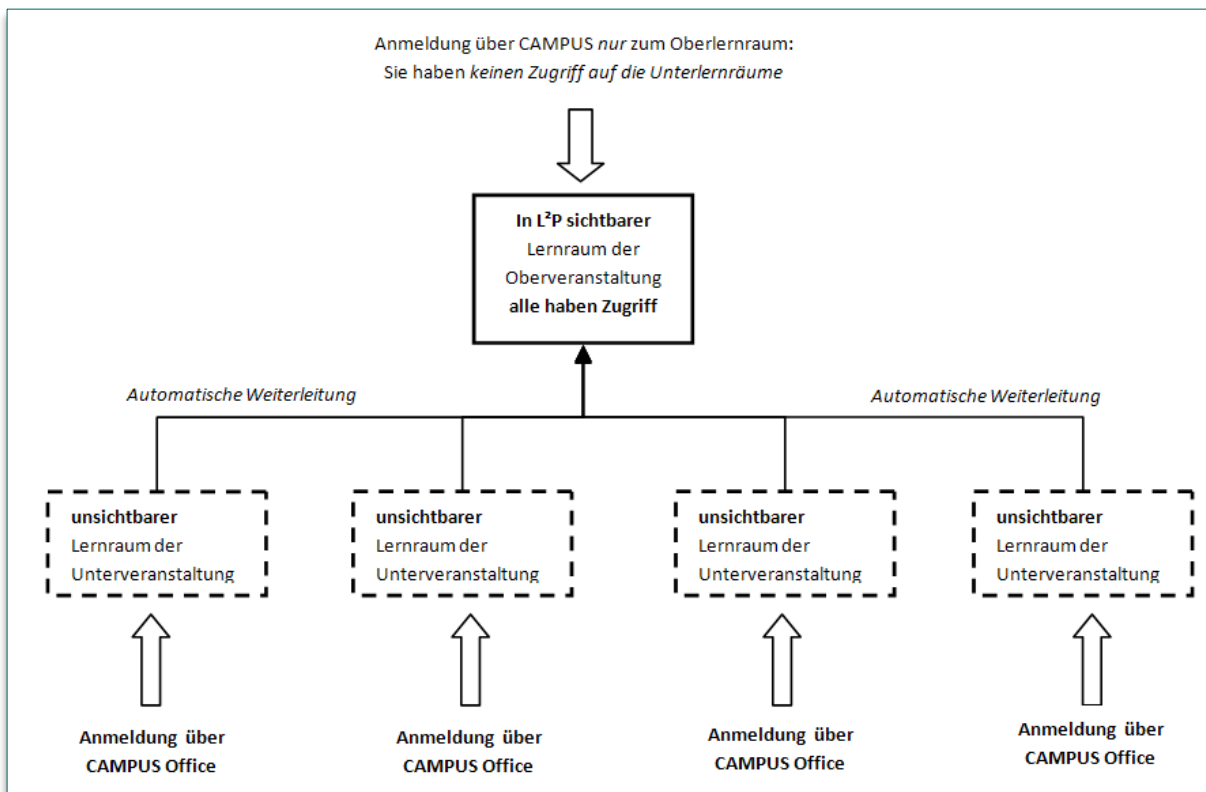 Anmeldung über CAMPUS nur zum Oberlernraum:
Sie haben keinen Zugriff auf die Unterlernräume
In L²P sichtbarer
Lernraum der
Oberveranstaltung
alle haben Zugriff
Automatische Weiterleitung
Automatische Weiterleitung
unsichtbarer
Lernraum der
Unterveranstaltung
unsichtbarer
Lernraum der
Unterveranstaltung
unsichtbarer
Lernraum der
Unterveranstaltung
unsichtbarer
Lernraum der
Unterveranstaltung
Anmeldung über
CAMPUS Office
Anmeldung über
CAMPUS Office
Anmeldung über
CAMPUS Office
Anmeldung über
CAMPUS Office